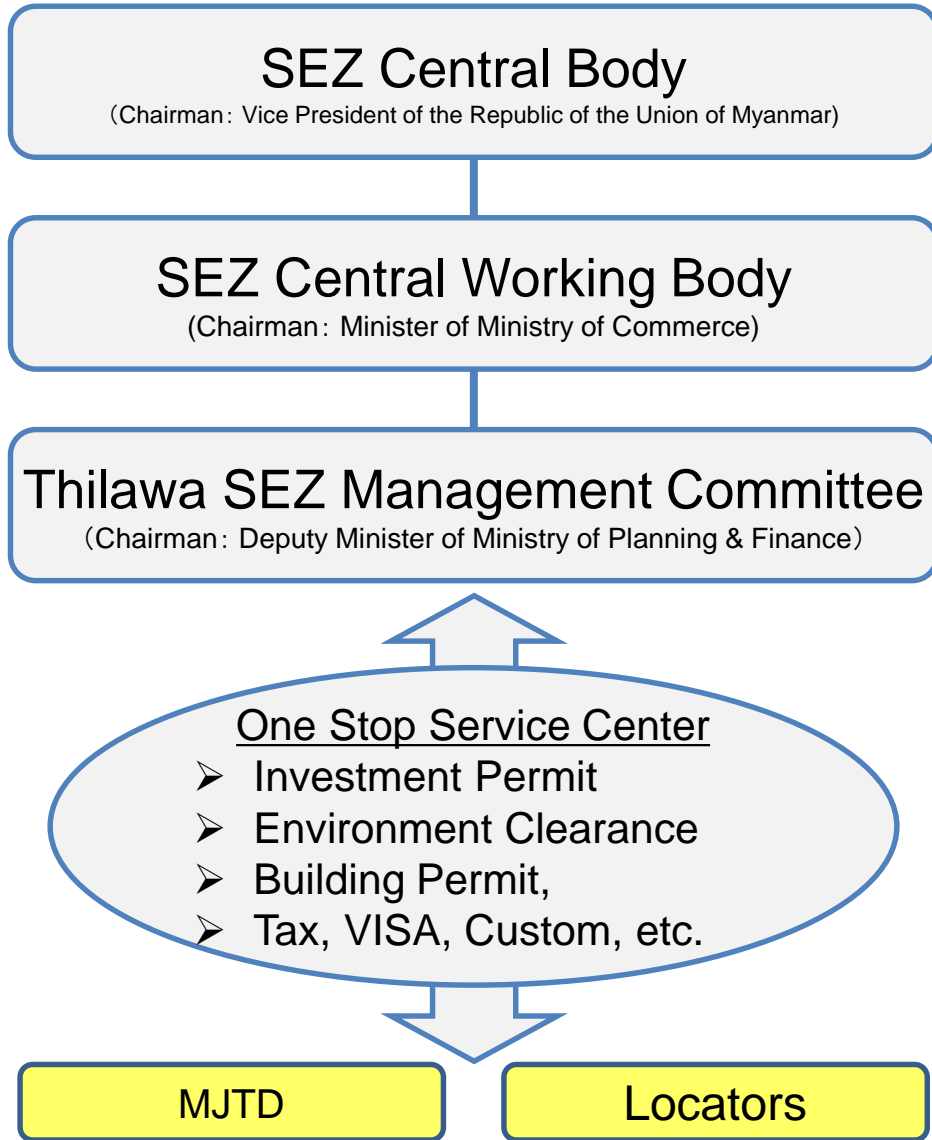 SEZ Central Body
（Chairman： Vice President of the Republic of the Union of Myanmar)
SEZ Central Working Body
(Chairman： Minister of Ministry of Commerce)
Thilawa SEZ Management Committee
（Chairman： Deputy Minister of Ministry of Planning & Finance）
One Stop Service Center
➢ Investment Permit
➢ Environment Clearance
➢ Building Permit,
➢ Tax, VISA, Custom, etc.
MJTD
Locators